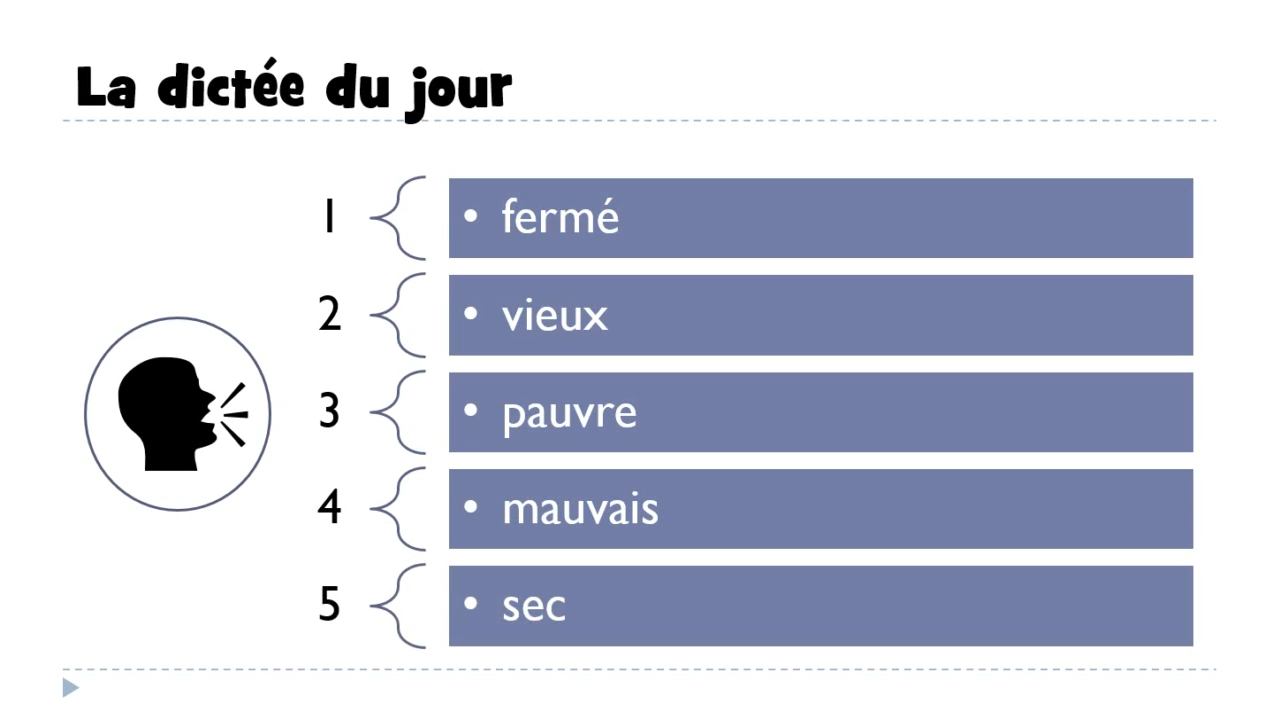 La dictée du jour
1 • fermé
2 • vieux
3 • pauvre
4 • mauvais
5 • sec